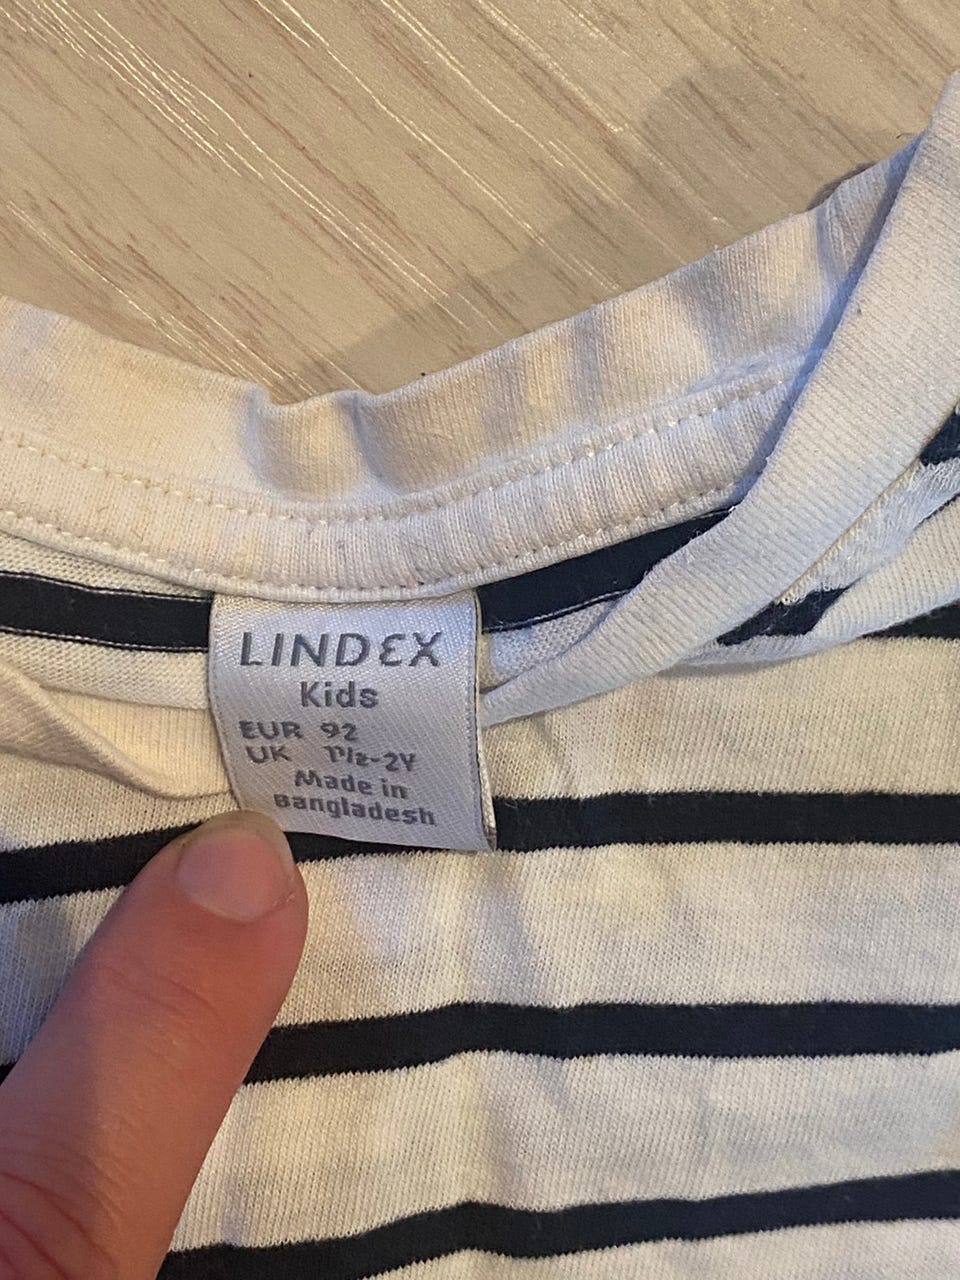 LINDEX
Kids
EUR 92
UK 1½-2Y
Made in
Bangladesh